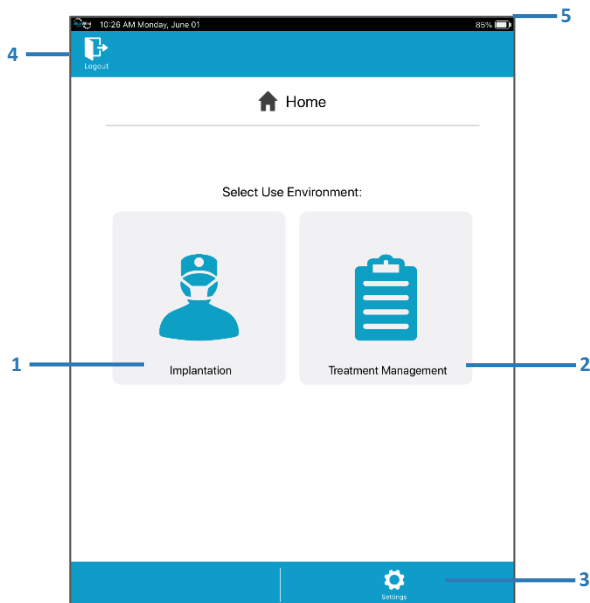 5
10:26 AM Monday, June 01 85%
4
Logout
Home
Select Use Environment:
1 Implantation Treatment Management 2
Settings 3